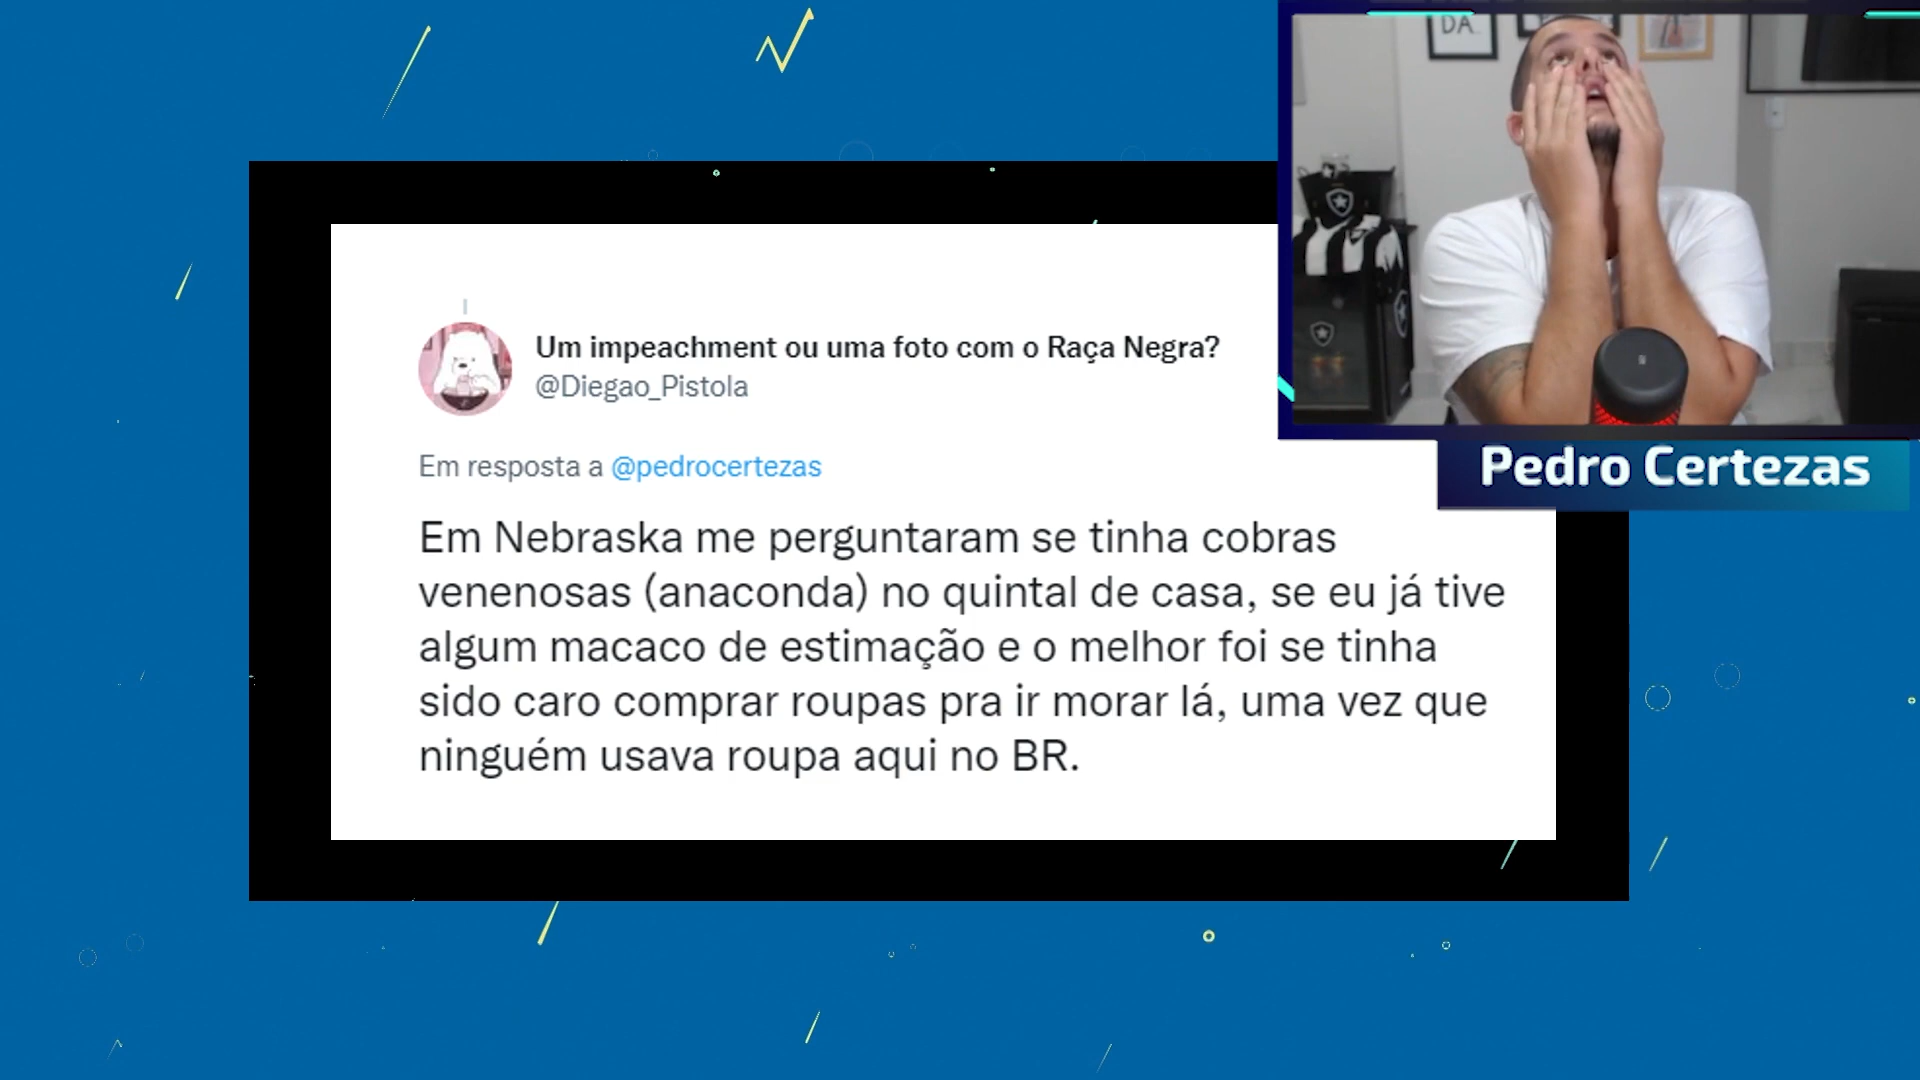 DA
Um impeachment ou uma foto com o Raça Negra?
@Diegao_Pistola
Em resposta a @pedrocertezas
Pedro Certezas
Em Nebraska me perguntaram se tinha cobras
venenosas (anaconda) no quintal de casa, se eu já tive
algum macaco de estimação e o melhor foi se tinha
sido caro comprar roupas pra ir morar lá, uma vez que
ninguém usava roupa aqui no BR.